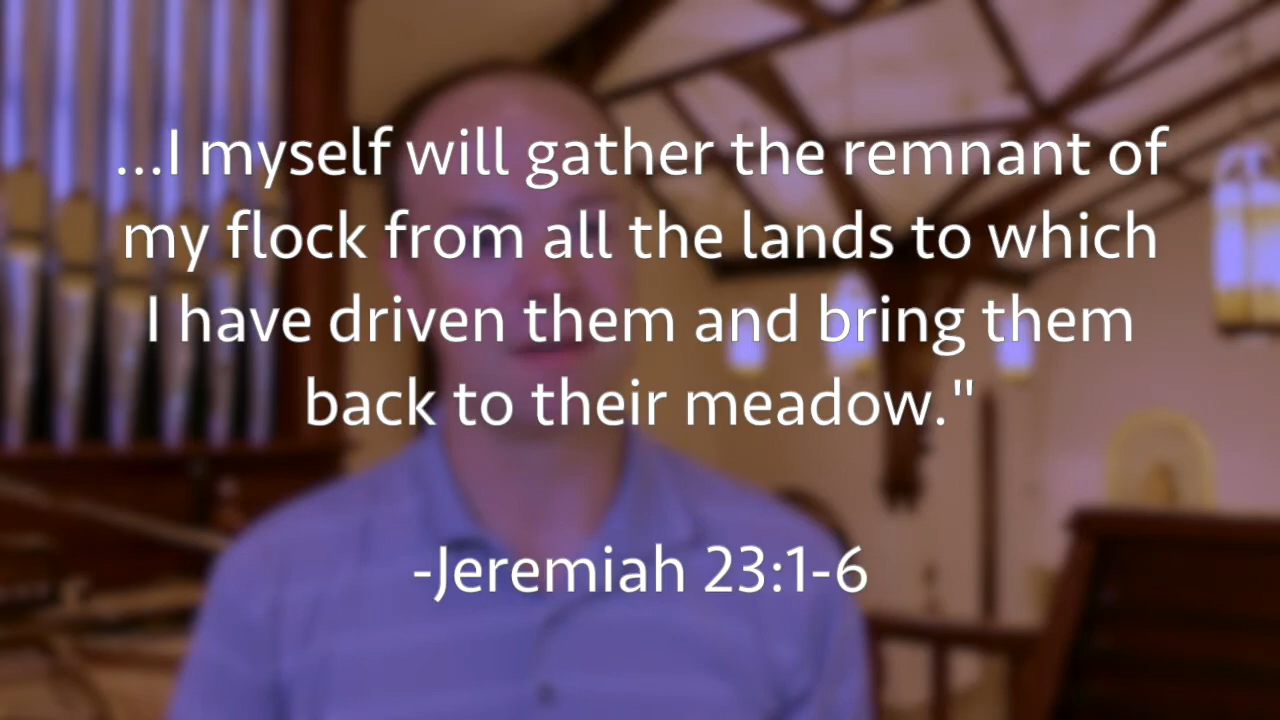 ...I myself will gather the remnant of
my flock from all the lands to which
I have driven them and bring them
back to their meadow."
-Jeremiah 23:1-6